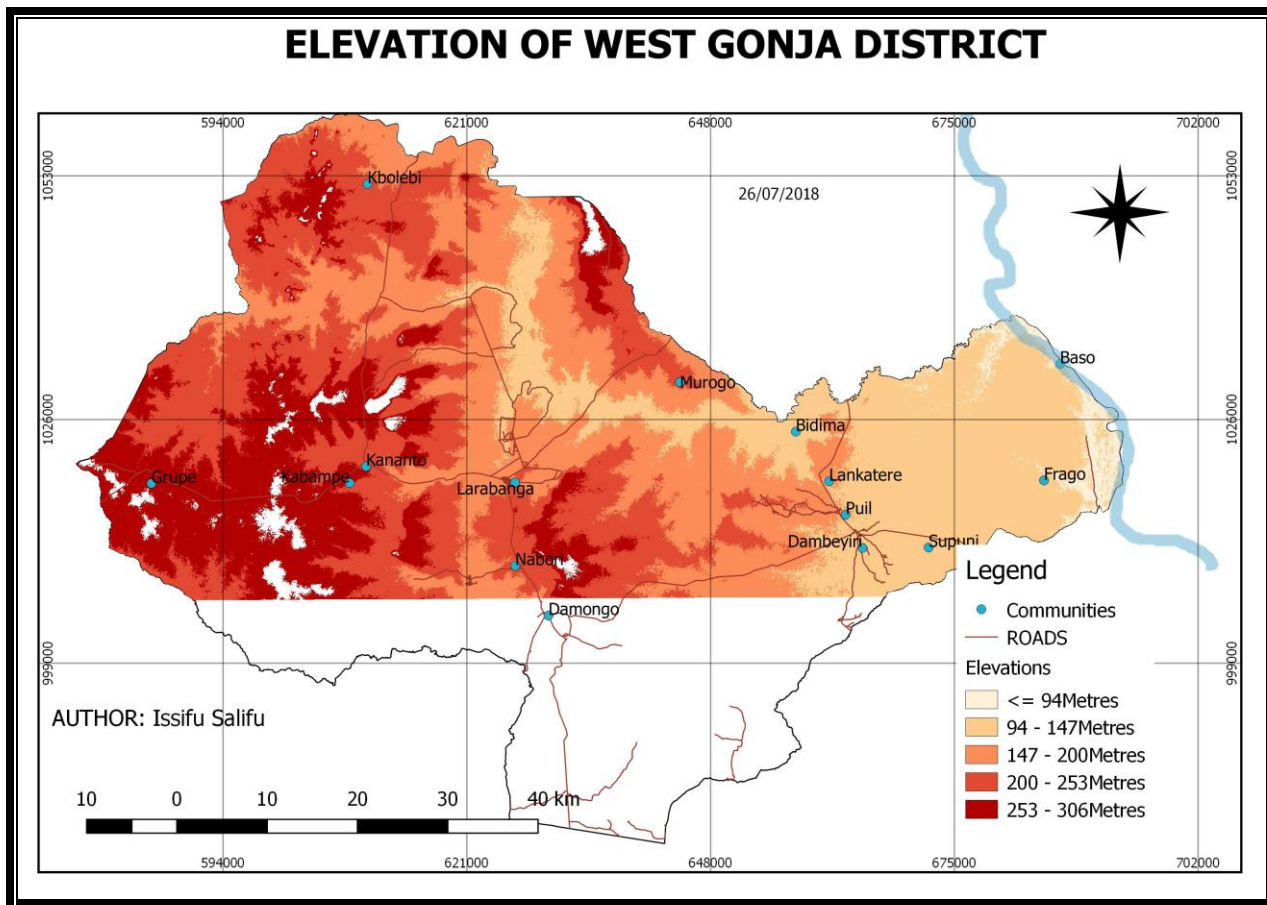 ELEVATION OF WEST GONJA DISTRICT
594000
621000
648000
675000
702000
1053000
1053000
Kbolebi
26/07/2018
Baso
Murogo
1026000
1026000
Bidima
Kananto
Grupe
Kabampe
Larabanga
Lankatere
Frago
Puil
Dambeyiri
Supuni
Nabori
Damongo
Legend
Communities
ROADS
Elevations
<= 94Metres
94 - 147Metres
147 - 200Metres
200 - 253Metres
253 - 306Metres
999000
999000
AUTHOR: Issifu Salifu
10 0 10 20 30 40 km
594000
621000
648000
675000
702000